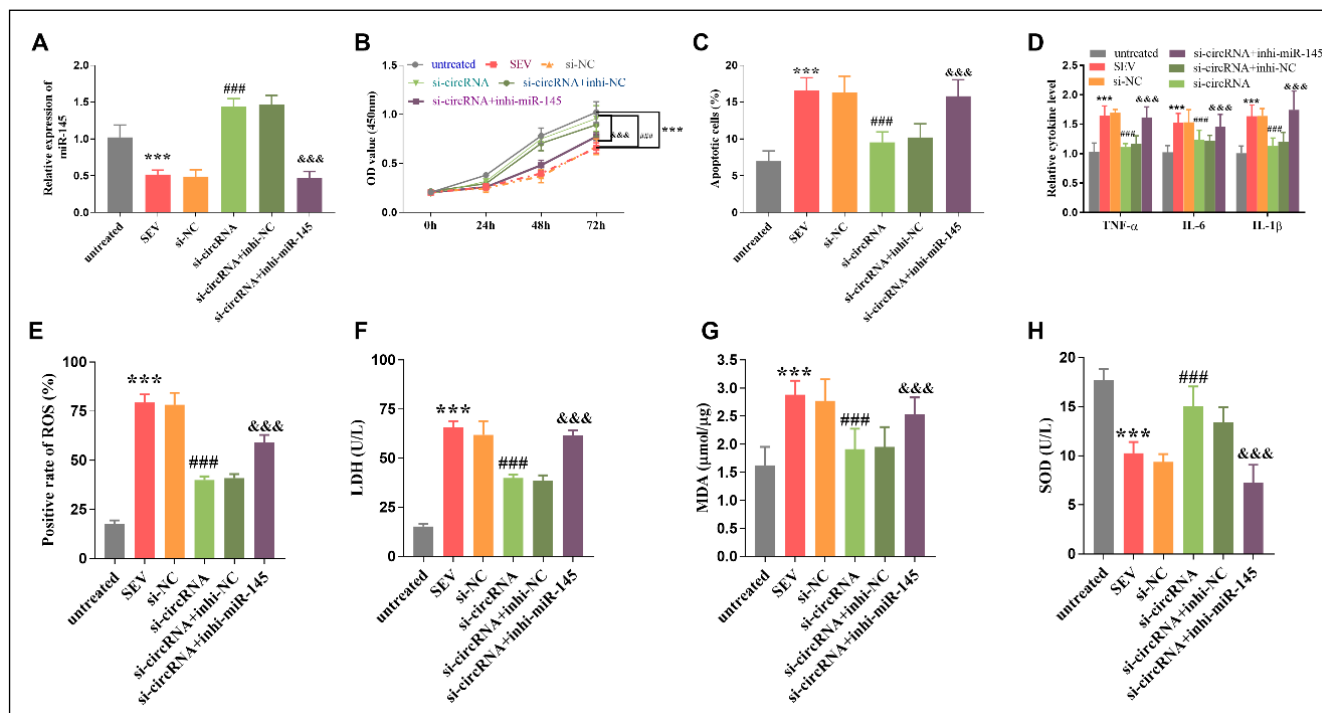 A
Relative expression of
miR-145
1.5
1.0
0.5
0.0
***
###
&&&
untreated
SEV
si-NC
si-circRNA
si-circRNA+inhi-NC
si-circRNA+inhi-miR-145
B
untreated
SEV
si-NC
si-circRNA
si-circRNA+inhi-NC
si-circRNA+inhi-miR-145
OD value (450nm)
1.5
1.0
0.5
0.0
&&&
###
***
0h
24h
48h
72h
C
Apoptotic cells (%)
20
15
10
5
0
***
###
&&&
untreated
SEV
si-NC
si-circRNA
si-circRNA+inhi-NC
si-circRNA+inhi-miR-145
D
untreated
SEV
si-NC
si-circRNA+inhi-miR-145
si-circRNA+inhi-NC
si-circRNA
Relative cytokine level
2.5
2.0
1.5
1.0
0.5
0.0
***
###
&&&
***
###
&&&
***
###
&&&
TNF-α
IL-6
IL-1β
E
Positive rate of ROS (%)
100
75
50
25
0
***
###
&&&
untreated
SEV
si-NC
si-circRNA
si-circRNA+inhi-NC
si-circRNA+inhi-miR-145
F
LDH (U/L)
100
75
50
25
0
***
###
&&&
untreated
SEV
si-NC
si-circRNA
si-circRNA+inhi-NC
si-circRNA+inhi-miR-145
G
MDA (μmol/μg)
3.5
3.0
2.5
2.0
1.5
1.0
0.5
0.0
***
###
&&&
untreated
SEV
si-NC
si-circRNA
si-circRNA+inhi-NC
si-circRNA+inhi-miR-145
H
SOD (U/L)
20
15
10
5
0
***
###
&&&
untreated
SEV
si-NC
si-circRNA
si-circRNA+inhi-NC
si-circRNA+inhi-miR-145